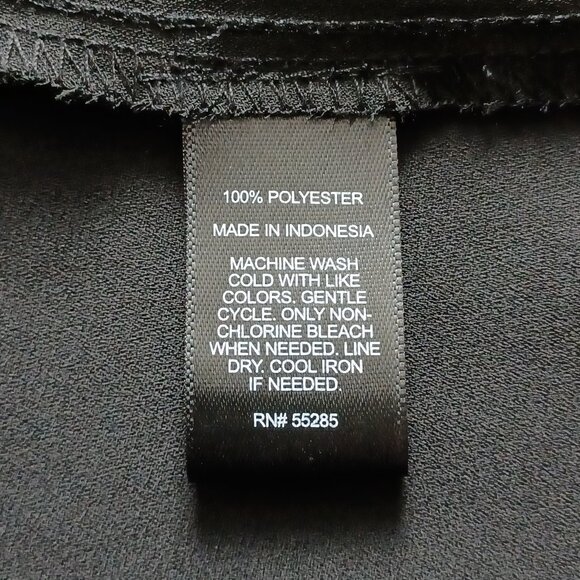 100% POLYESTER
MADE IN INDONESIA
MACHINE WASH
COLD WITH LIKE
COLORS. GENTLE
CYCLE. ONLY NON-
CHLORINE BLEACH
WHEN NEEDED. LINE
DRY. COOL IRON
IF NEEDED.
RN# 55285